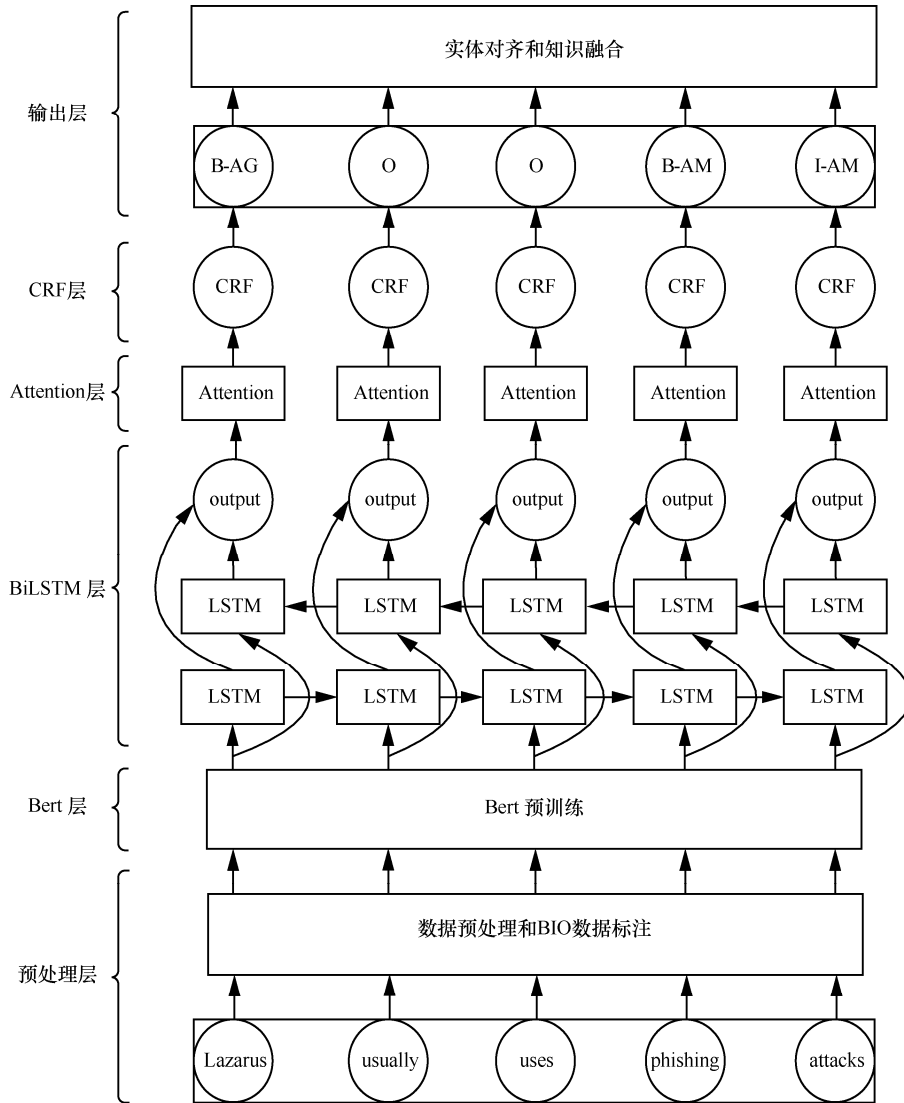 实体对齐和知识融合
输出层
B-AG O O B-AM I-AM
CRF层
CRF CRF CRF CRF CRF
Attention层
Attention Attention Attention Attention Attention
output output output output output
BiLSTM 层
LSTM LSTM LSTM LSTM LSTM
LSTM LSTM LSTM LSTM LSTM
Bert 层
Bert 预训练
数据预处理和BIO数据标注
预处理层
Lazarus usually uses phishing attacks